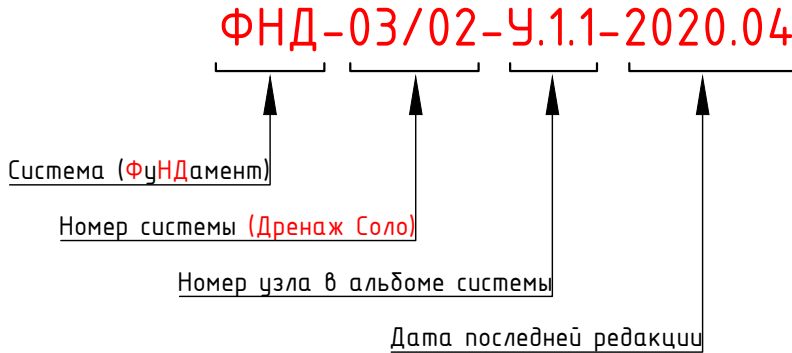 ФНД-03/02-У.1.1-2020.04
Система (ФуНДамент)
Номер системы (Дренаж Соло)
Номер узла в альбоме системы
Дата последней редакции